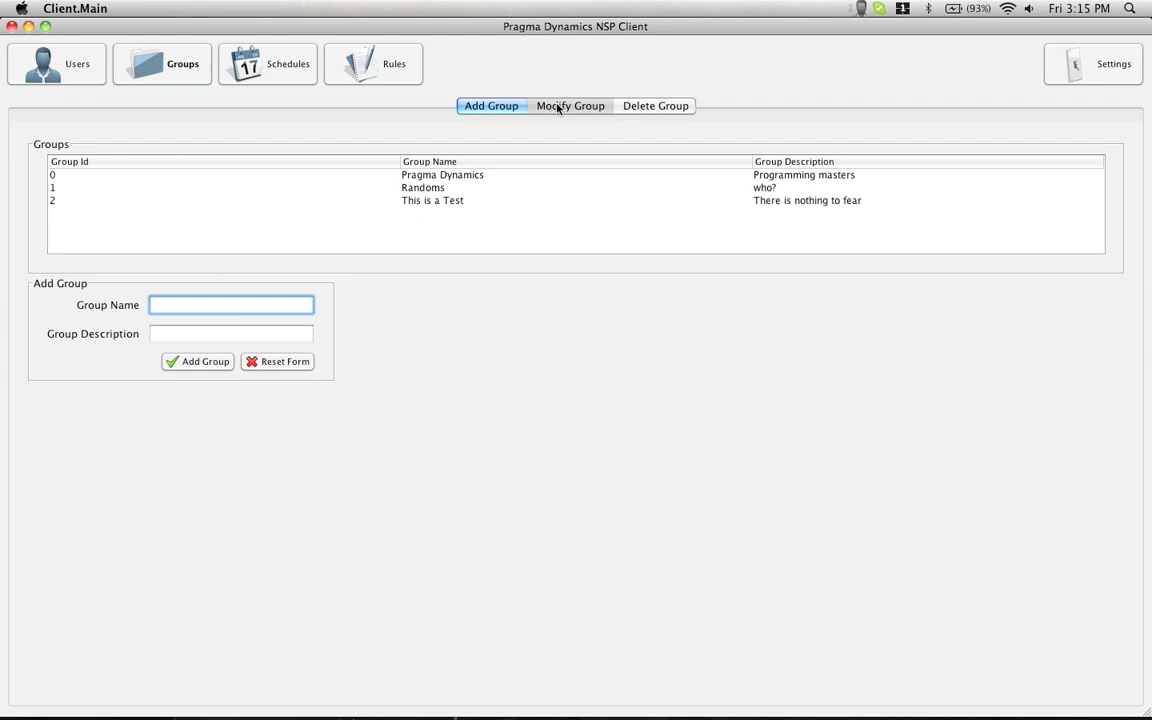 Client.Main
(93%) Fri 3:15 PM
Pragma Dynamics NSP Client
Users Groups 17 Schedules Rules Settings
Add Group Modify Group Delete Group
Groups
Group Id Group Name Group Description
0 Pragma Dynamics Programming masters
1 Randoms who?
2 This is a Test There is nothing to fear
Add Group
Group Name
Group Description
Add Group Reset Form